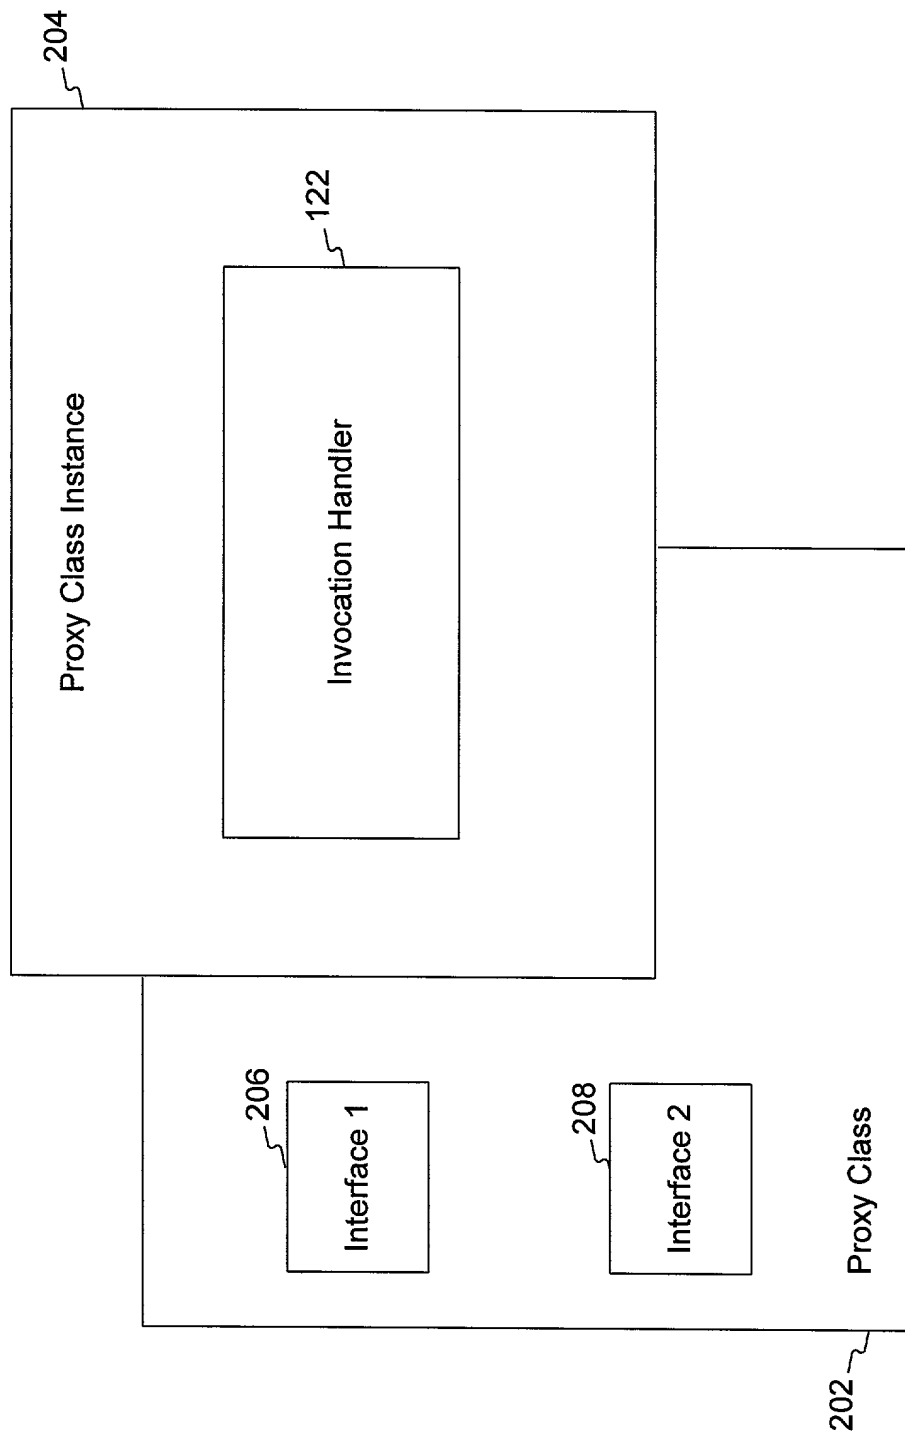 204
Proxy Class Instance
122
Invocation Handler
206
Interface 1
208
Interface 2
Proxy Class
202